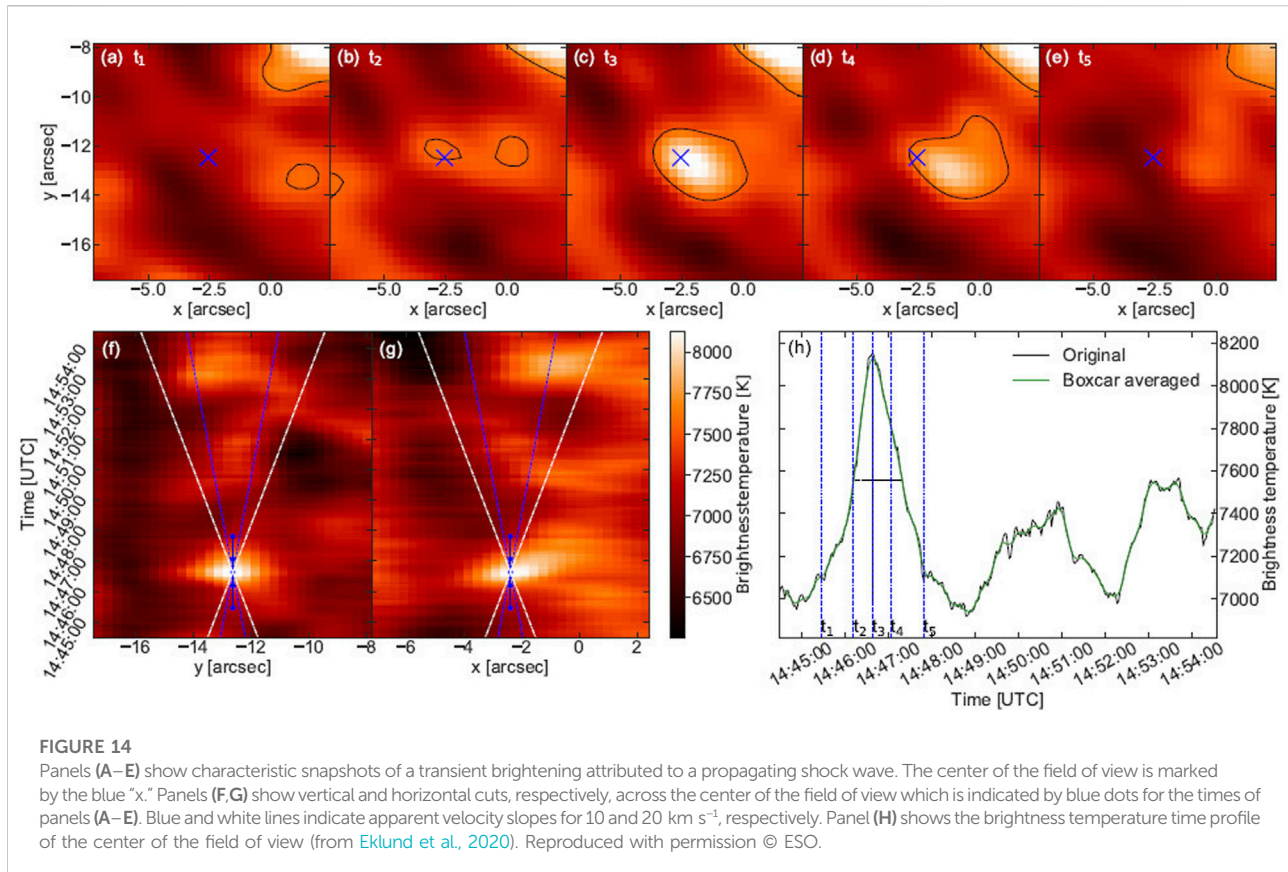 (a) t1
(b) t2
(c) t3
(d) t4
(e) t5
−8
−10
−12
−14
−16
y [arcsec]
−5.0 −2.5 0.0
−5.0 −2.5 0.0
−5.0 −2.5 0.0
−5.0 −2.5 0.0
−5.0 −2.5 0.0
x [arcsec]
x [arcsec]
x [arcsec]
x [arcsec]
x [arcsec]
(f)
14:54:00
14:53:00
14:52:00
14:51:00
14:50:00
14:49:00
14:48:00
14:47:00
14:46:00
14:45:00
Time [UTC]
−16 −14 −12 −10 −8
y [arcsec]
(g)
−6 −4 −2 0 2
x [arcsec]
8000
7750
7500
7250
7000
6750
6500
Brightnesstemperature [K]
(h)
Original
Boxcar averaged
t1 t2 t3 t4 t5
8200
8000
7800
7600
7400
7200
7000
Brightness temperature [K]
14:45:00 14:46:00 14:47:00 14:48:00 14:49:00 14:50:00 14:51:00 14:52:00 14:53:00 14:54:00
Time [UTC]
FIGURE 14
Panels (A–E) show characteristic snapshots of a transient brightening attributed to a propagating shock wave. The center of the field of view is marked
by the blue “x.” Panels (F,G) show vertical and horizontal cuts, respectively, across the center of the field of view which is indicated by blue dots for the times of
panels (A–E). Blue and white lines indicate apparent velocity slopes for 10 and 20 km s⁻¹, respectively. Panel (H) shows the brightness temperature time profile
of the center of the field of view (from Eklund et al., 2020). Reproduced with permission © ESO.